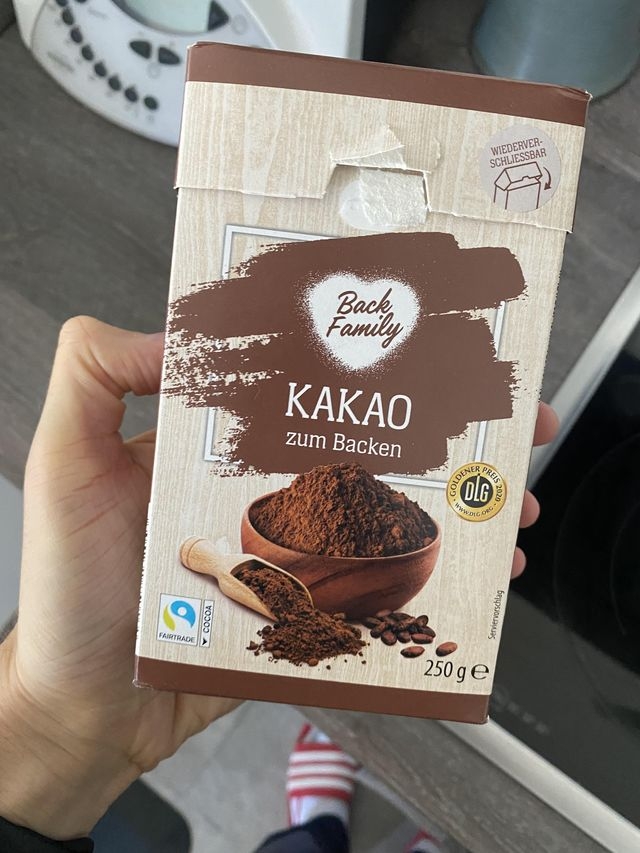 WIEDERVER-
SCHLIESSBAR
Back
Family
KAKAO
zum Backen
GOLDENER PREIS 2020
DLG
WWW.DLG.ORG
FAIRTRADE
COCOA
Serviervorschlag
250 g e